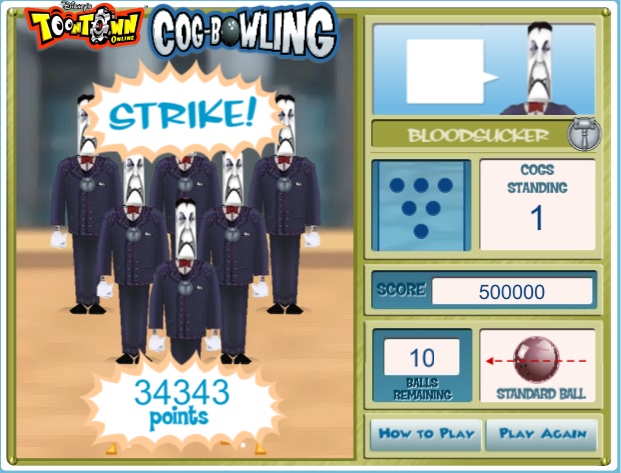 Disney's
TOONTOWN
ONLINE
COG-BOWLING
STRIKE!
34343
points
BLOODSUCKER
COGS
STANDING
1
SCORE 500000
10
BALLS
REMAINING
STANDARD BALL
HOW TO PLAY
PLAY AGAIN